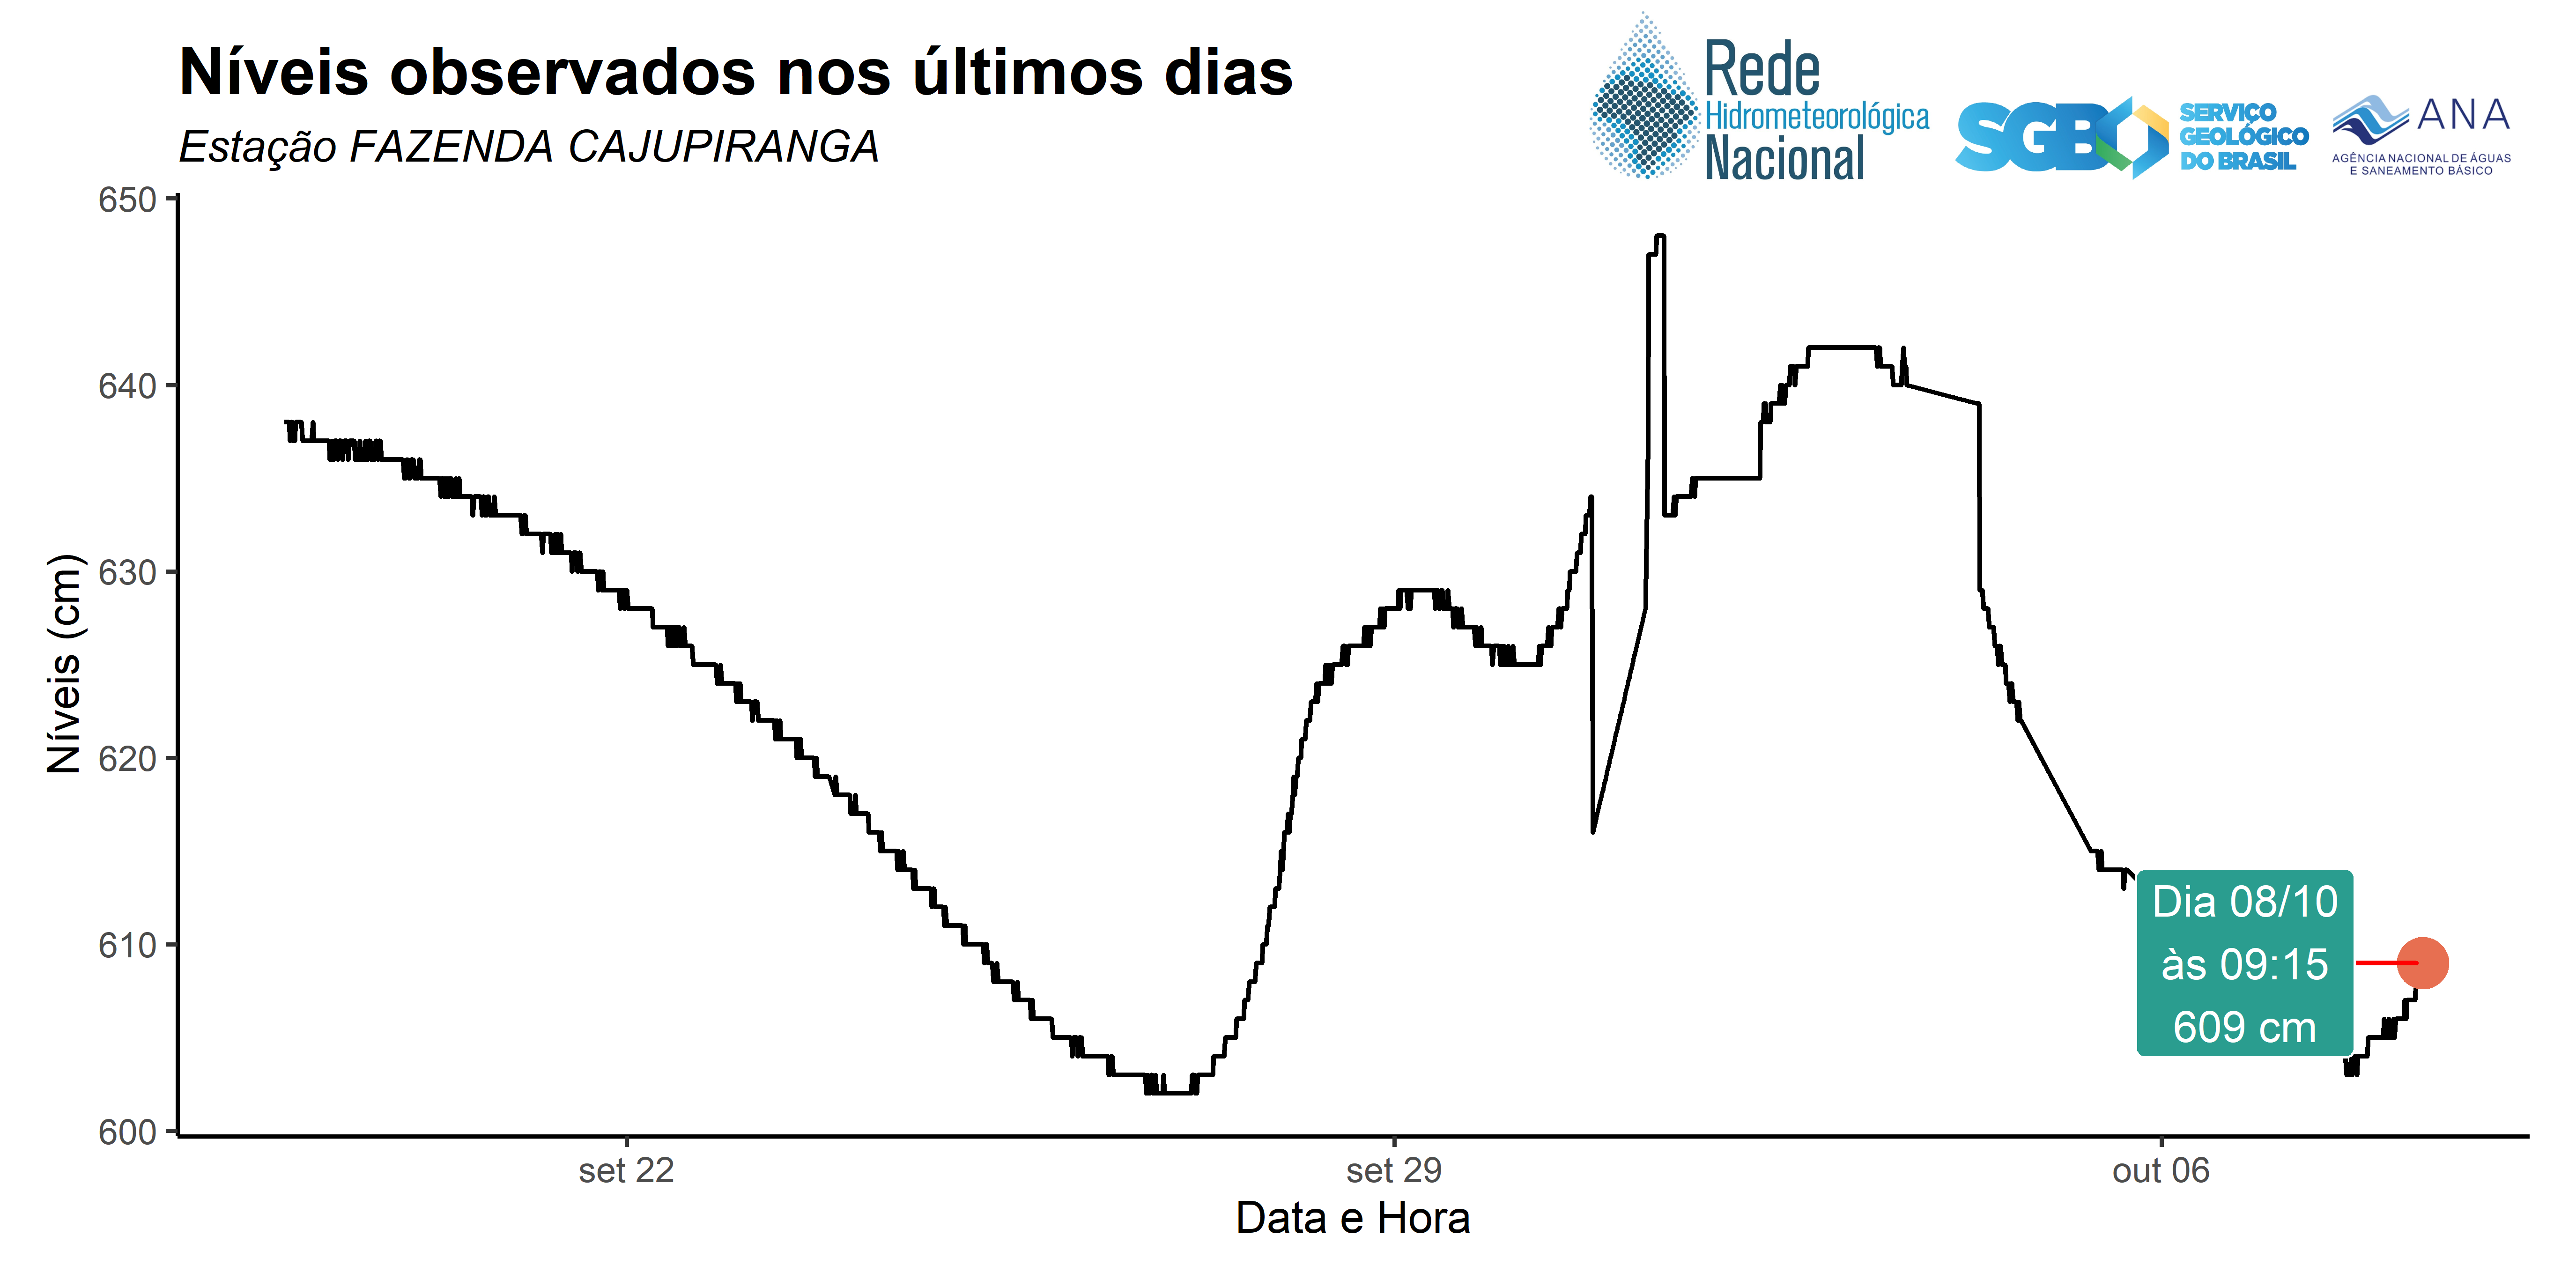 Níveis observados nos últimos dias
Estação FAZENDA CAJUPIRANGA
Rede
Hidrometeorológica
Nacional
SGB
SERVIÇO
GEOLÓGICO
DO BRASIL
ANA
AGÊNCIA NACIONAL DE ÁGUAS
E SANEAMENTO BÁSICO
Níveis (cm)
650
640
630
620
610
600
Dia 08/10
às 09:15
609 cm
set 22
set 29
out 06
Data e Hora